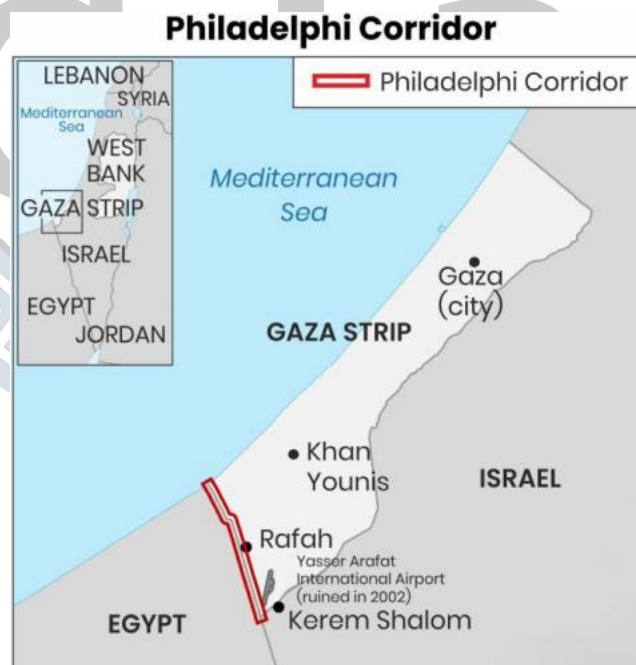 Philadelphi Corridor
Philadelphi Corridor
LEBANON
SYRIA
Mediterranean
Sea
WEST
BANK
GAZA STRIP
ISRAEL
EGYPT
JORDAN
Mediterranean
Sea
Gaza
(city)
GAZA STRIP
Khan
Younis
ISRAEL
Rafah
Yasser Arafat
International Airport
(ruined in 2002)
Kerem Shalom
EGYPT